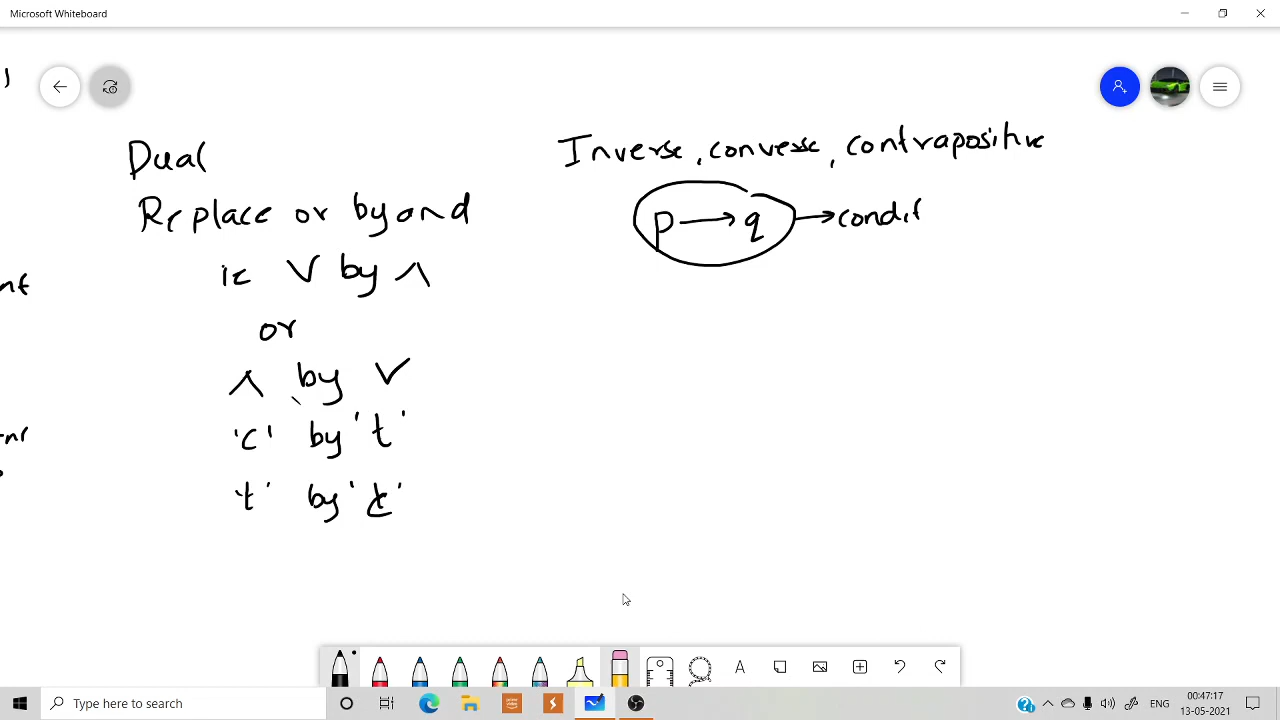 Microsoft Whiteboard
Dual
Replace or by and
ie ∨ by ∧
or
∧ by ∨
'c' by 't'
't' by 'c'
Inverse, converse, contrapositive
p → q → condit
A
Type here to search
ENG
00:47:17
13-05-2021